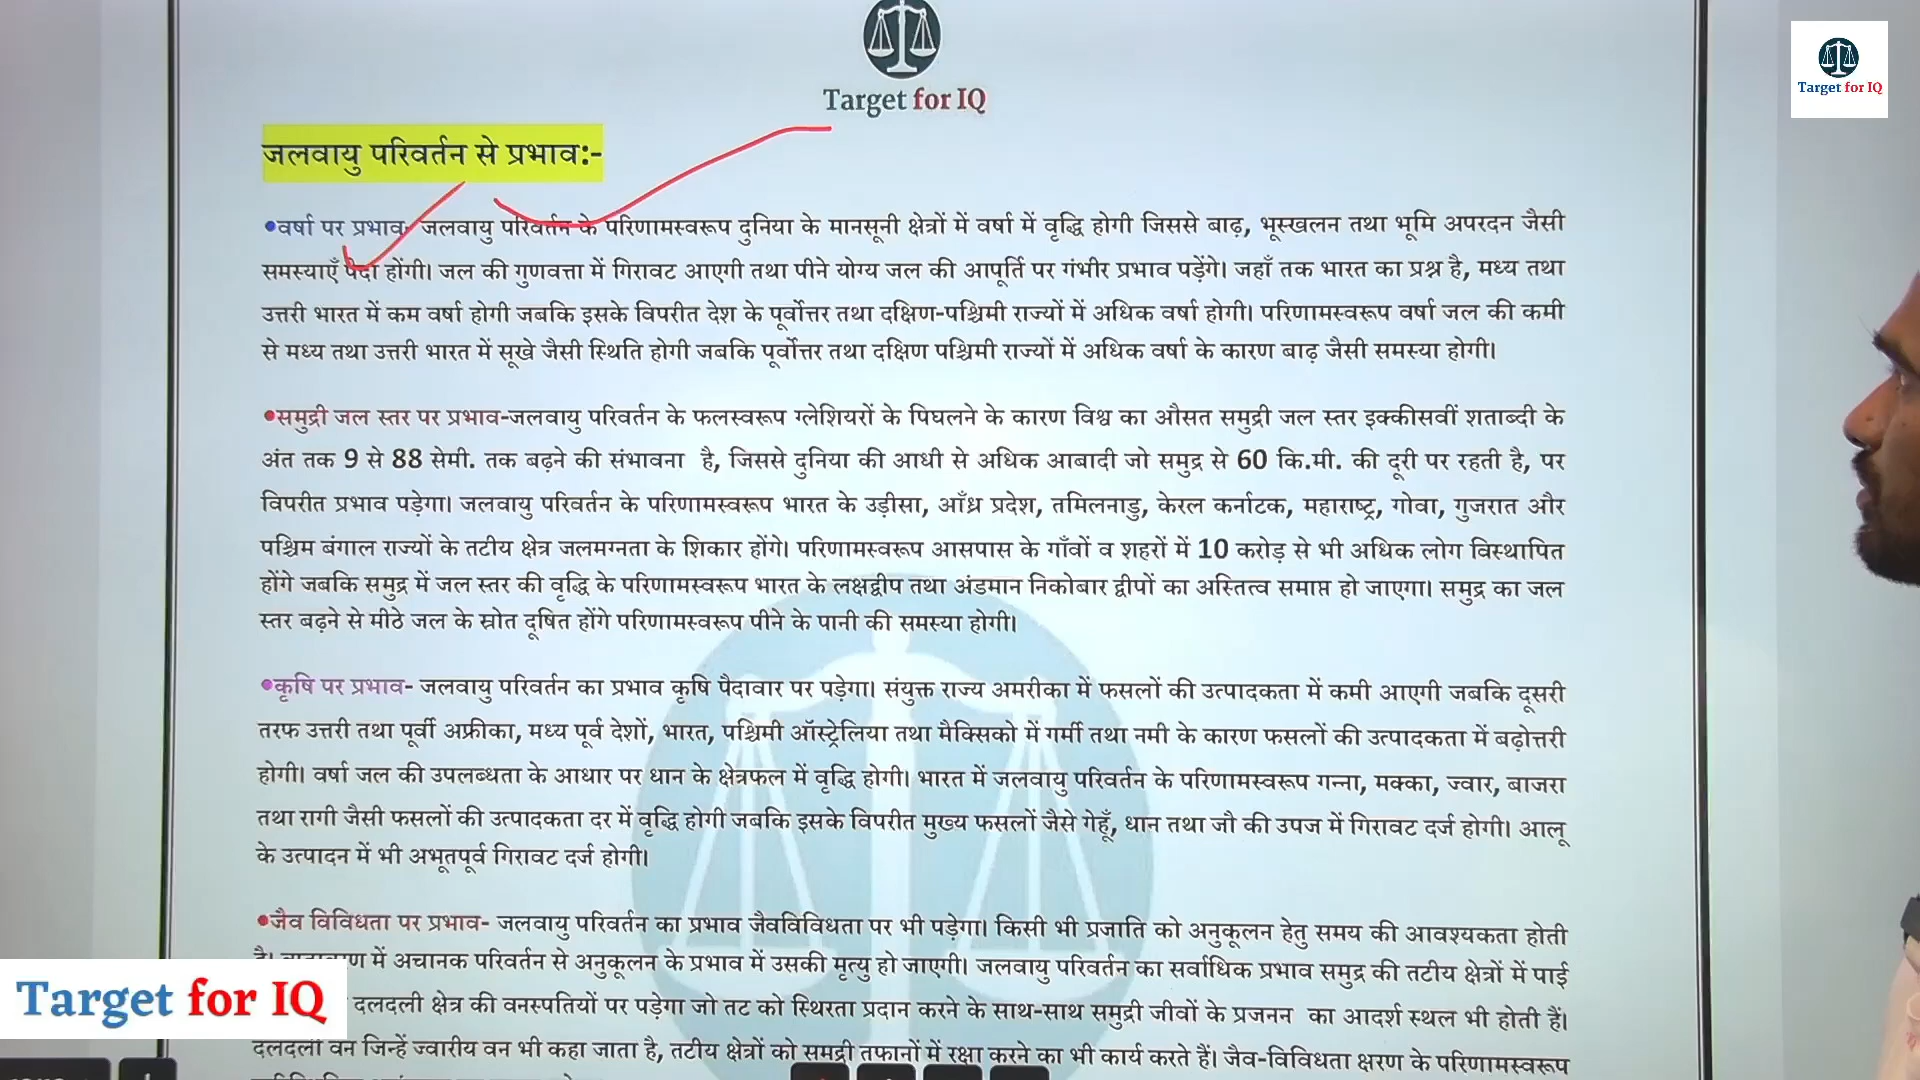 Target for IQ
Target for IQ
जलवायु परिवर्तन से प्रभाव:-
•वर्षा पर प्रभाव- जलवायु परिवर्तन के परिणामस्वरूप दुनिया के मानसूनी क्षेत्रों में वर्षा में वृद्धि होगी जिससे बाढ़, भूस्खलन तथा भूमि अपरदन जैसी
समस्याएँ पैदा होंगी। जल की गुणवत्ता में गिरावट आएगी तथा पीने योग्य जल की आपूर्ति पर गंभीर प्रभाव पड़ेंगे। जहाँ तक भारत का प्रश्न है, मध्य तथा
उत्तरी भारत में कम वर्षा होगी जबकि इसके विपरीत देश के पूर्वोत्तर तथा दक्षिण-पश्चिमी राज्यों में अधिक वर्षा होगी। परिणामस्वरूप वर्षा जल की कमी
से मध्य तथा उत्तरी भारत में सूखे जैसी स्थिति होगी जबकि पूर्वोत्तर तथा दक्षिण पश्चिमी राज्यों में अधिक वर्षा के कारण बाढ़ जैसी समस्या होगी।
•समुद्री जल स्तर पर प्रभाव-जलवायु परिवर्तन के फलस्वरूप ग्लेशियरों के पिघलने के कारण विश्व का औसत समुद्री जल स्तर इक्कीसवीं शताब्दी के
अंत तक 9 से 88 सेमी. तक बढ़ने की संभावना है, जिससे दुनिया की आधी से अधिक आबादी जो समुद्र से 60 कि.मी. की दूरी पर रहती है, पर
विपरीत प्रभाव पड़ेगा। जलवायु परिवर्तन के परिणामस्वरूप भारत के उड़ीसा, आँध्र प्रदेश, तमिलनाडु, केरल कर्नाटक, महाराष्ट्र, गोवा, गुजरात और
पश्चिम बंगाल राज्यों के तटीय क्षेत्र जलमग्नता के शिकार होंगे। परिणामस्वरूप आसपास के गाँवों व शहरों में 10 करोड़ से भी अधिक लोग विस्थापित
होंगे जबकि समुद्र में जल स्तर की वृद्धि के परिणामस्वरूप भारत के लक्षद्वीप तथा अंडमान निकोबार द्वीपों का अस्तित्व समाप्त हो जाएगा। समुद्र का जल
स्तर बढ़ने से मीठे जल के स्रोत दूषित होंगे परिणामस्वरूप पीने के पानी की समस्या होगी।
•कृषि पर प्रभाव- जलवायु परिवर्तन का प्रभाव कृषि पैदावार पर पड़ेगा। संयुक्त राज्य अमरीका में फसलों की उत्पादकता में कमी आएगी जबकि दूसरी
तरफ उत्तरी तथा पूर्वी अफ्रीका, मध्य पूर्व देशों, भारत, पश्चिमी ऑस्ट्रेलिया तथा मैक्सिको में गर्मी तथा नमी के कारण फसलों की उत्पादकता में बढ़ोत्तरी
होगी। वर्षा जल की उपलब्धता के आधार पर धान के क्षेत्रफल में वृद्धि होगी। भारत में जलवायु परिवर्तन के परिणामस्वरूप गन्ना, मक्का, ज्वार, बाजरा
तथा रागी जैसी फसलों की उत्पादकता दर में वृद्धि होगी जबकि इसके विपरीत मुख्य फसलों जैसे गेहूँ, धान तथा जौ की उपज में गिरावट दर्ज होगी। आलू
के उत्पादन में भी अभूतपूर्व गिरावट दर्ज होगी।
•जैव विविधता पर प्रभाव- जलवायु परिवर्तन का प्रभाव जैवविविधता पर भी पड़ेगा। किसी भी प्रजाति को अनुकूलन हेतु समय की आवश्यकता होती
में अचानक परिवर्तन से अनुकूलन के प्रभाव में उसकी मृत्यु हो जाएगी। जलवायु परिवर्तन का सर्वाधिक प्रभाव समुद्र की तटीय क्षेत्रों में पाई
दलदली क्षेत्र की वनस्पतियों पर पड़ेगा जो तट को स्थिरता प्रदान करने के साथ-साथ समुद्री जीवों के प्रजनन का आदर्श स्थल भी होती हैं।
दलदली वन जिन्हें ज्वारीय वन भी कहा जाता है, तटीय क्षेत्रों को समुद्री तूफानों में रक्षा करने का भी कार्य करते हैं। जैव-विविधता क्षरण के परिणामस्वरूप
Target for IQ